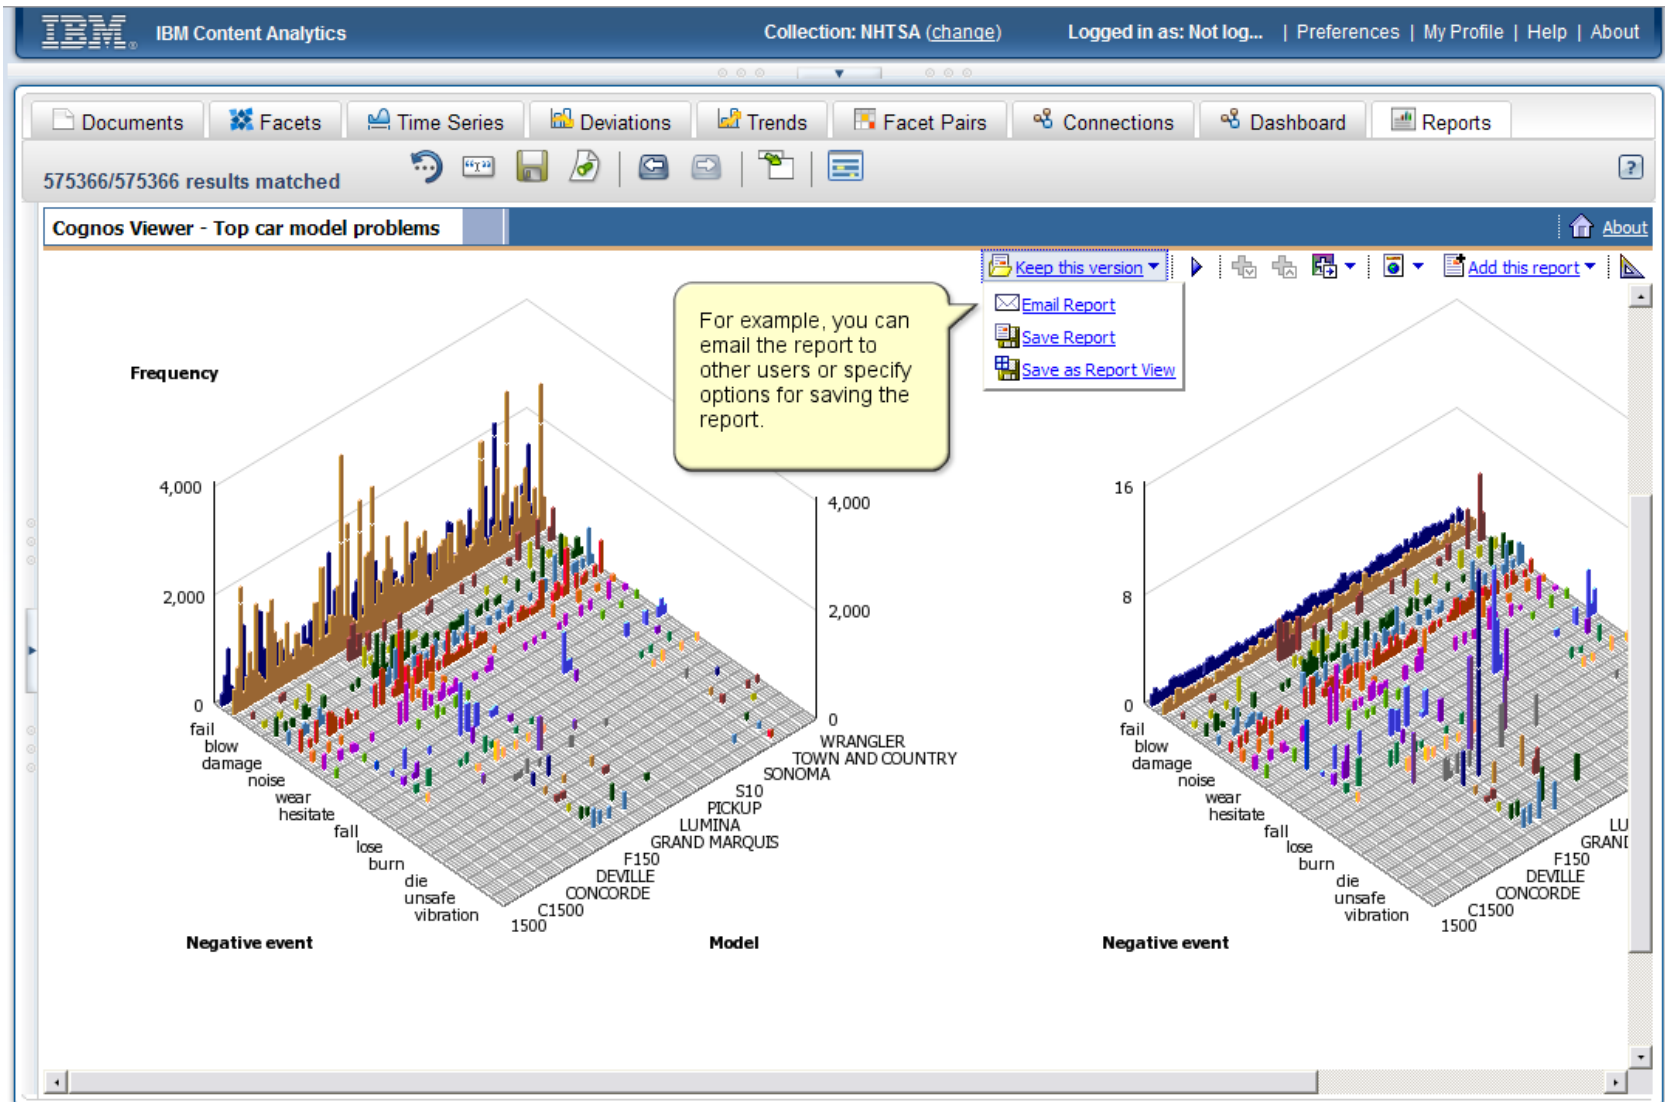 IBM® IBM Content Analytics Collection: NHTSA (change) Logged in as: Not log... | Preferences | My Profile | Help | About
Documents Facets Time Series Deviations Trends Facet Pairs Connections Dashboard Reports
575366/575366 results matched
Cognos Viewer - Top car model problems About
Keep this version Add this report
Email Report
Save Report
Save as Report View
For example, you can
email the report to
other users or specify
options for saving the
report.
Frequency
4,000
2,000
0
4,000
2,000
0
fail
blow
damage
noise
wear
hesitate
fall
lose
burn
die
unsafe
vibration
WRANGLER
TOWN AND COUNTRY
SONOMA
S10
PICKUP
LUMINA
GRAND MARQUIS
F150
DEVILLE
CONCORDE
C1500
1500
Negative event
Model
16
8
0
fail
blow
damage
noise
wear
hesitate
fall
lose
burn
die
unsafe
vibration
LU
GRAND
F150
DEVILLE
CONCORDE
C1500
1500
Negative event